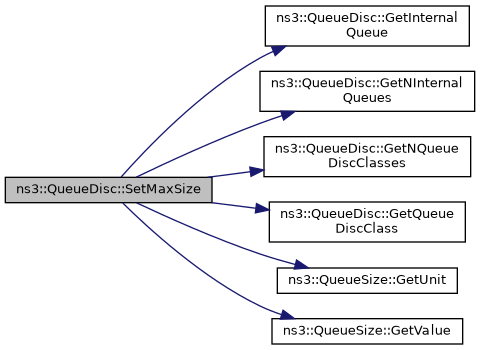 ns3::QueueDisc::GetInternal
Queue
ns3::QueueDisc::GetNInternal
Queues
ns3::QueueDisc::GetNQueue
DiscClasses
ns3::QueueDisc::SetMaxSize
ns3::QueueDisc::GetQueue
DiscClass
ns3::QueueSize::GetUnit
ns3::QueueSize::GetValue